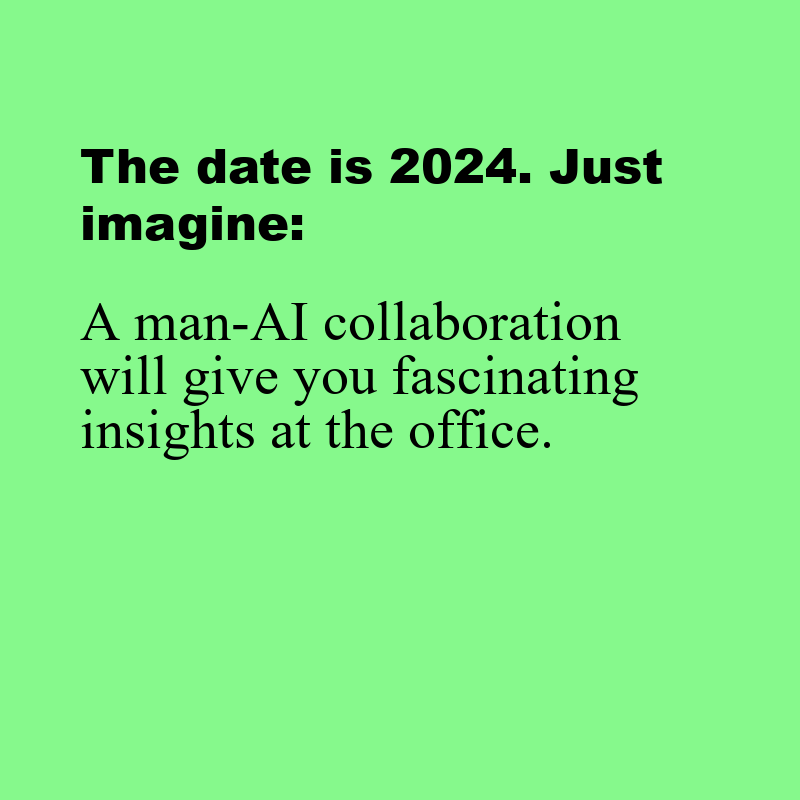 The date is 2024. Just
imagine:
A man-AI collaboration
will give you fascinating
insights at the office.